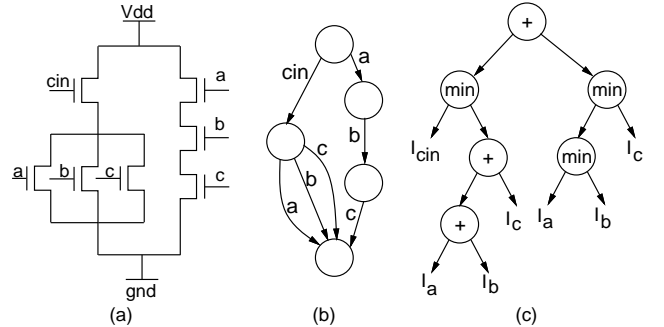 Vdd
cin
a
b
c
a
b
c
gnd
(a)
cin
a
b
c
b
a
c
(b)
+
min
min
I_cin
+
min
I_c
+
I_c
I_a
I_b
I_a
I_b
(c)